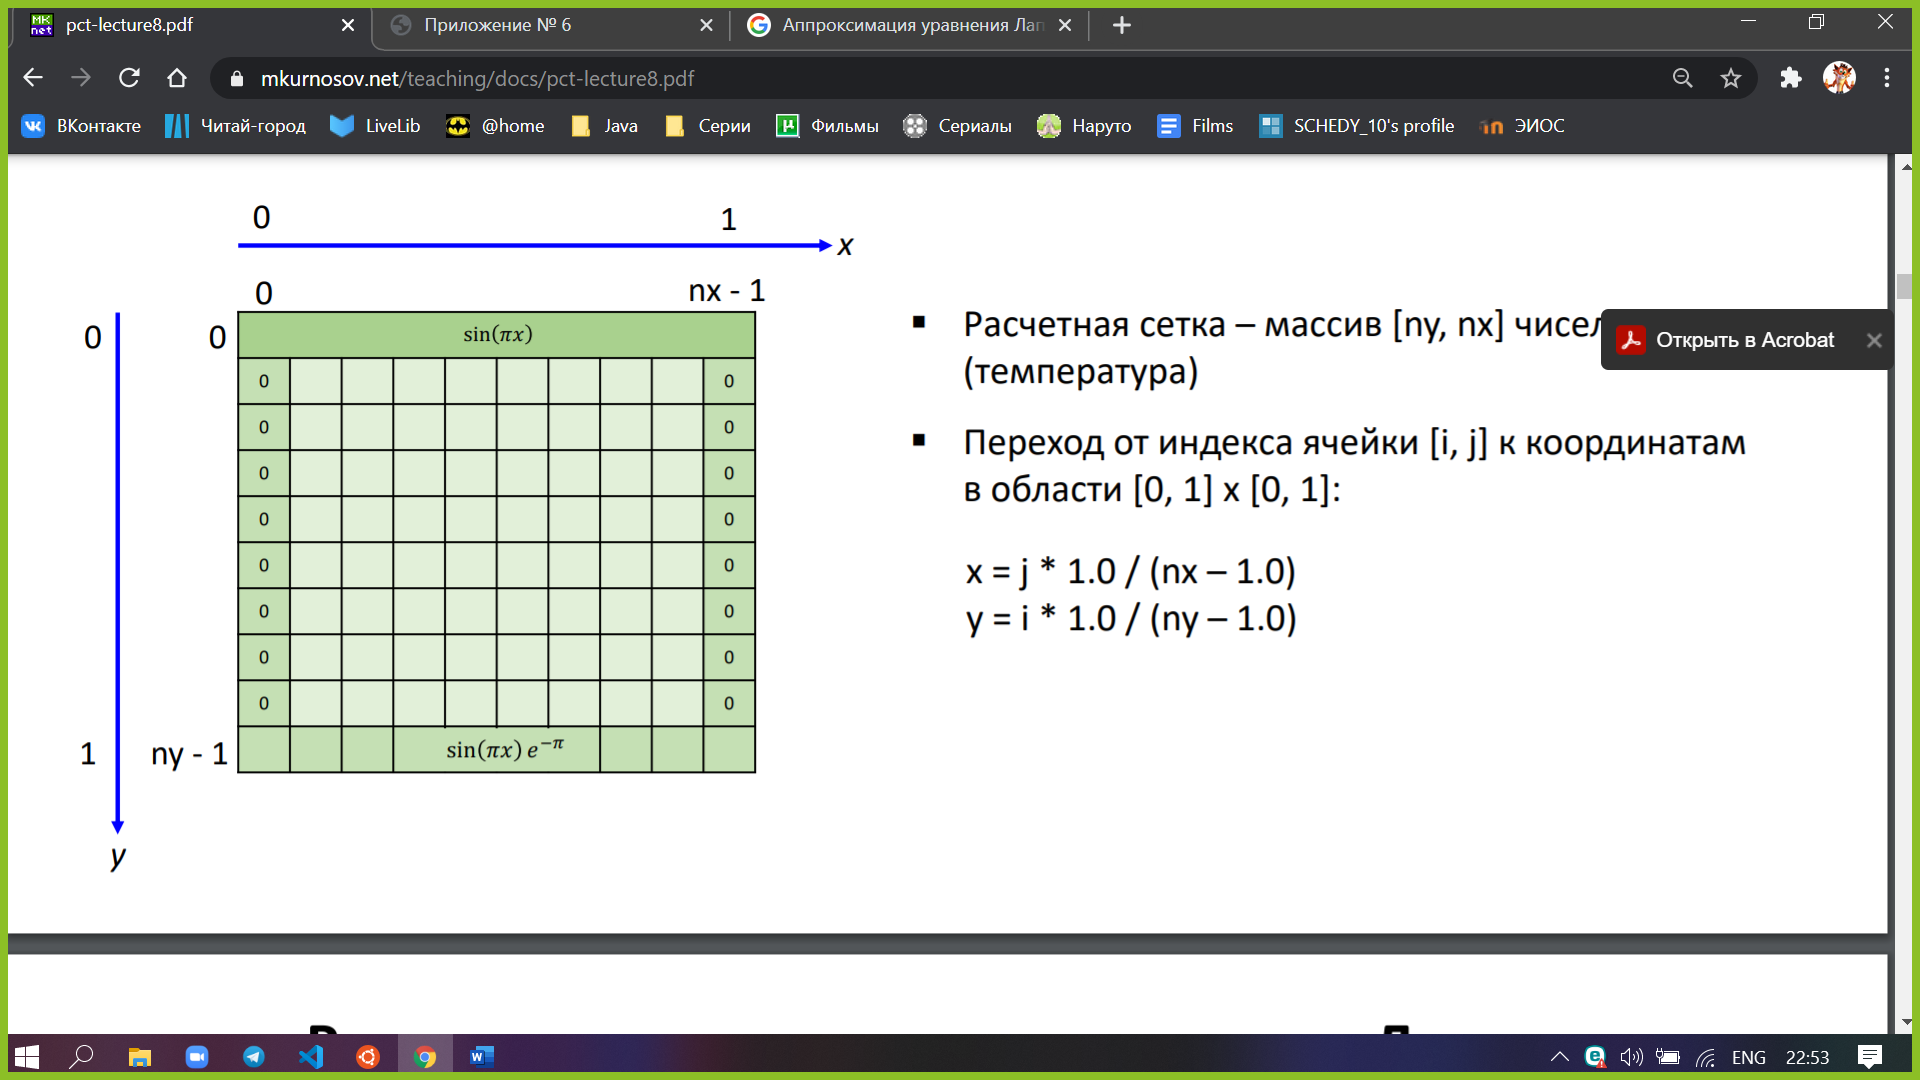 pct-lecture8.pdf
Приложение № 6
Аппроксимация уравнения Лап
mkurnosov.net/teaching/docs/pct-lecture8.pdf
ВКонтакте
Читай-город
LiveLib
@home
Java
Серии
Фильмы
Сериалы
Наруто
Films
SCHEDY_10's profile
ЭИОС
0 1
x
0 nx - 1
0 0 sin(πx)
0 0
0 0
0 0
0 0
0 0
0 0
0 0
0 0
1 ny - 1 sin(πx) e^−π
y
▪ Расчетная сетка – массив [ny, nx] чисел
(температура)
▪ Переход от индекса ячейки [i, j] к координатам
в области [0, 1] x [0, 1]:
x = j * 1.0 / (nx – 1.0)
y = i * 1.0 / (ny – 1.0)
Открыть в Acrobat
ENG
22:53